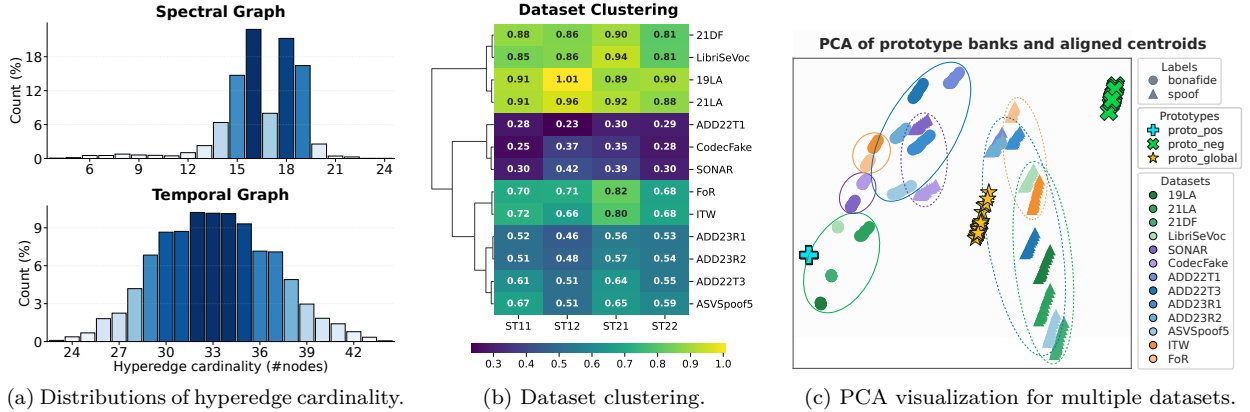 Spectral Graph
Count (%)
18
12
6
0
6 9 12 15 18 21 24
Temporal Graph
Count (%)
9
6
3
0
24 27 30 33 36 39 42
Hyperedge cardinality (#nodes)
(a) Distributions of hyperedge cardinality.
Dataset Clustering
0.88 0.86 0.90 0.81 21DF
0.85 0.86 0.94 0.81 LibriSeVoc
0.91 1.01 0.89 0.90 19LA
0.91 0.96 0.92 0.88 21LA
0.28 0.23 0.30 0.29 ADD22T1
0.25 0.37 0.35 0.28 CodecFake
0.30 0.42 0.39 0.30 SONAR
0.70 0.71 0.82 0.68 FoR
0.72 0.66 0.80 0.68 ITW
0.52 0.46 0.56 0.53 ADD23R1
0.51 0.48 0.57 0.54 ADD23R2
0.61 0.51 0.64 0.55 ADD22T3
0.67 0.51 0.65 0.59 ASVSpoof5
ST11 ST12 ST21 ST22
0.3 0.4 0.5 0.6 0.7 0.8 0.9 1.0
(b) Dataset clustering.
PCA of prototype banks and aligned centroids
Labels
bonafide
spoof
Prototypes
proto_pos
proto_neg
proto_global
Datasets
19LA
21LA
21DF
LibriSeVoc
SONAR
CodecFake
ADD22T1
ADD22T3
ADD23R1
ADD23R2
ASVSpoof5
ITW
FoR
(c) PCA visualization for multiple datasets.